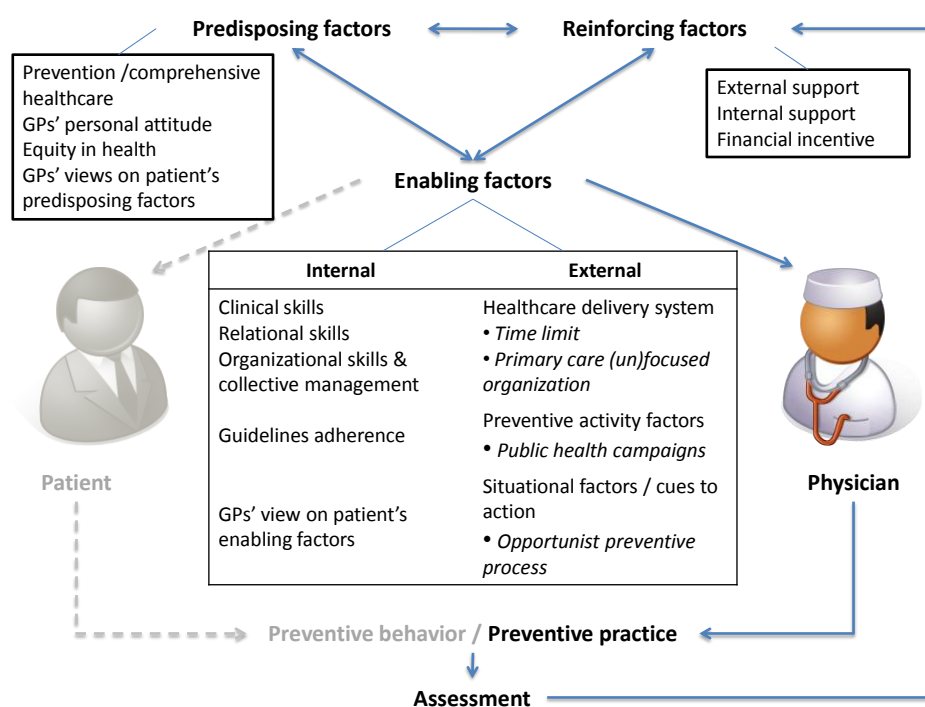 Predisposing factors
Reinforcing factors
Prevention /comprehensive
healthcare
GPs' personal attitude
Equity in health
GPs' views on patient's
predisposing factors
External support
Internal support
Financial incentive
Enabling factors
Internal
External
Clinical skills
Relational skills
Organizational skills &
collective management
Guidelines adherence
GPs' view on patient's
enabling factors
Healthcare delivery system
• Time limit
• Primary care (un)focused
organization
Preventive activity factors
• Public health campaigns
Situational factors / cues to
action
• Opportunist preventive
process
Patient
Physician
Preventive behavior / Preventive practice
Assessment